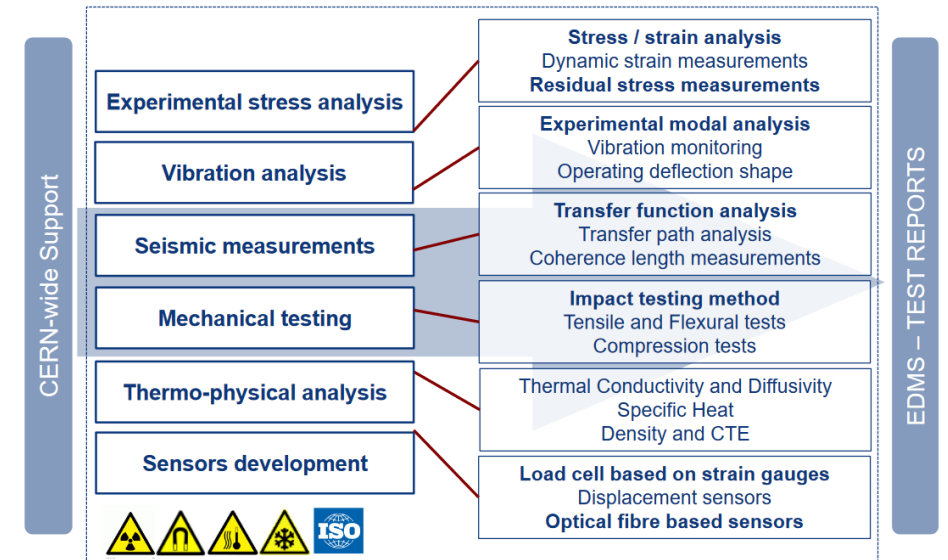 CERN-wide Support
Experimental stress analysis
Vibration analysis
Seismic measurements
Mechanical testing
Thermo-physical analysis
Sensors development
ISO
Stress / strain analysis
Dynamic strain measurements
Residual stress measurements
Experimental modal analysis
Vibration monitoring
Operating deflection shape
Transfer function analysis
Transfer path analysis
Coherence length measurements
Impact testing method
Tensile and Flexural tests
Compression tests
Thermal Conductivity and Diffusivity
Specific Heat
Density and CTE
Load cell based on strain gauges
Displacement sensors
Optical fibre based sensors
EDMS – TEST REPORTS